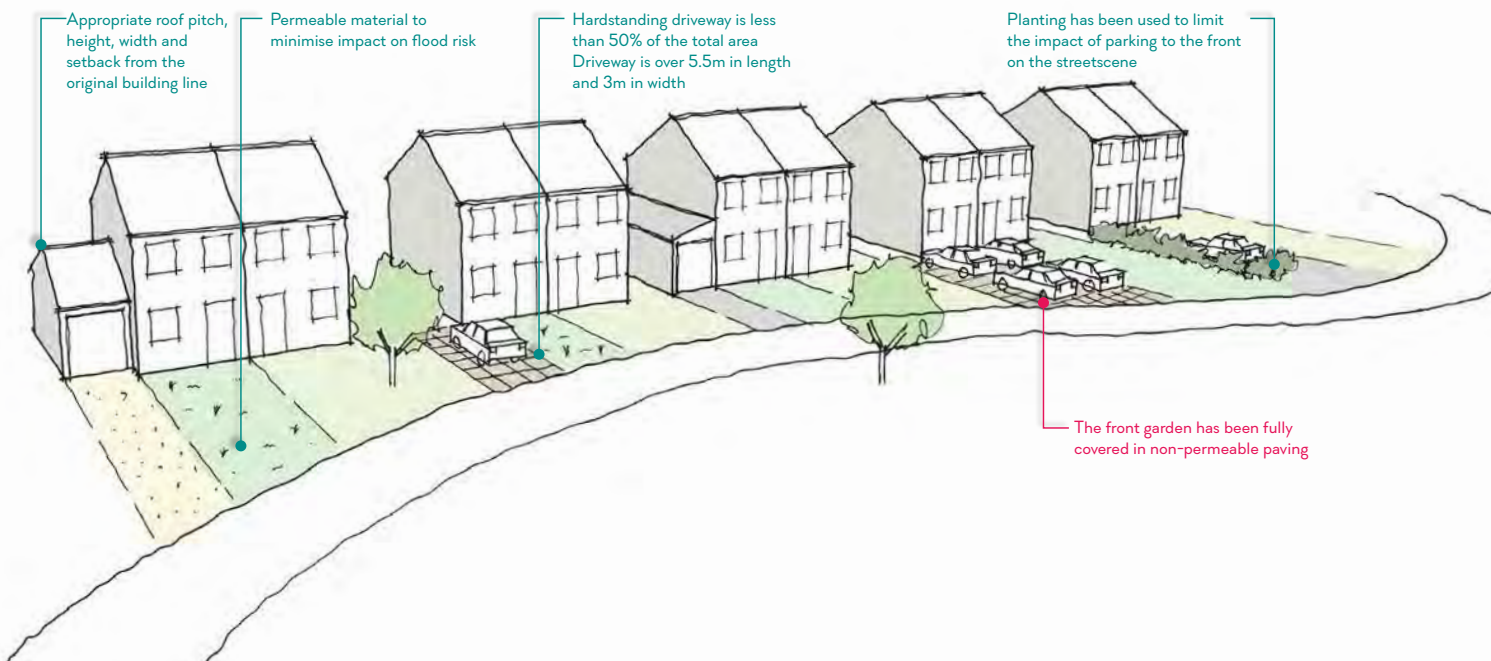 Appropriate roof pitch,
height, width and
setback from the
original building line
Permeable material to
minimise impact on flood risk
Hardstanding driveway is less
than 50% of the total area
Driveway is over 5.5m in length
and 3m in width
Planting has been used to limit
the impact of parking to the front
on the streetscene
The front garden has been fully
covered in non-permeable paving